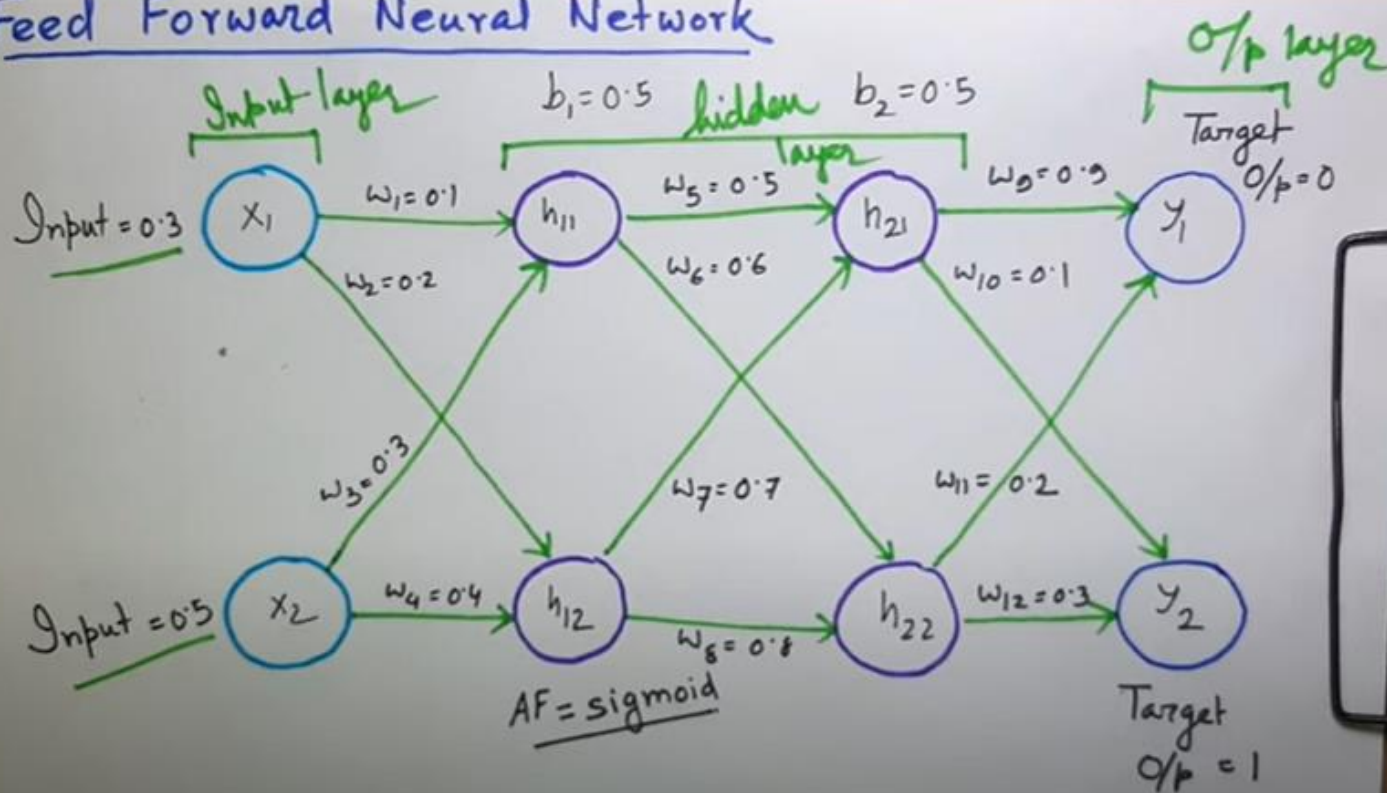 Feed Forward Neural Network
O/p layer
Input layer
b₁=0.5
hidden layer
b₂=0.5
Target
O/p=0
Input=0.3
x₁
w₁=0.1
h₁₁
w₅=0.5
h₂₁
w₉=0.9
y₁
w₂=0.2
w₆=0.6
w₁₀=0.1
w₃=0.3
w₇=0.7
w₁₁=0.2
Input=0.5
x₂
w₄=0.4
h₁₂
w₈=0.8
h₂₂
w₁₂=0.3
y₂
AF=sigmoid
Target
O/p=1